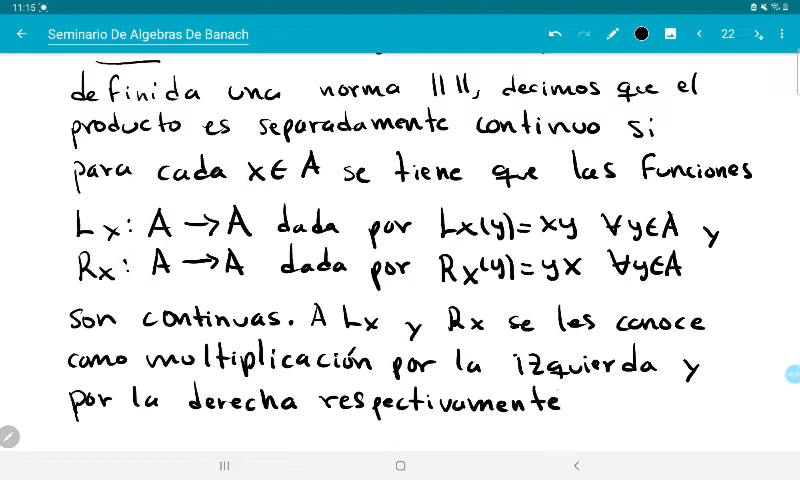 11:15
Seminario De Algebras De Banach
22
definida una norma || ||, decimos que el
producto es separadamente continuo si
para cada x∈A se tiene que las funciones
Lx: A → A dada por Lx(y)=xy ∀y∈A y
Rx: A → A dada por Rx(y)=yx ∀y∈A
son continuas. A Lx y Rx se les conoce
como multiplicación por la izquierda y
por la derecha respectivamente